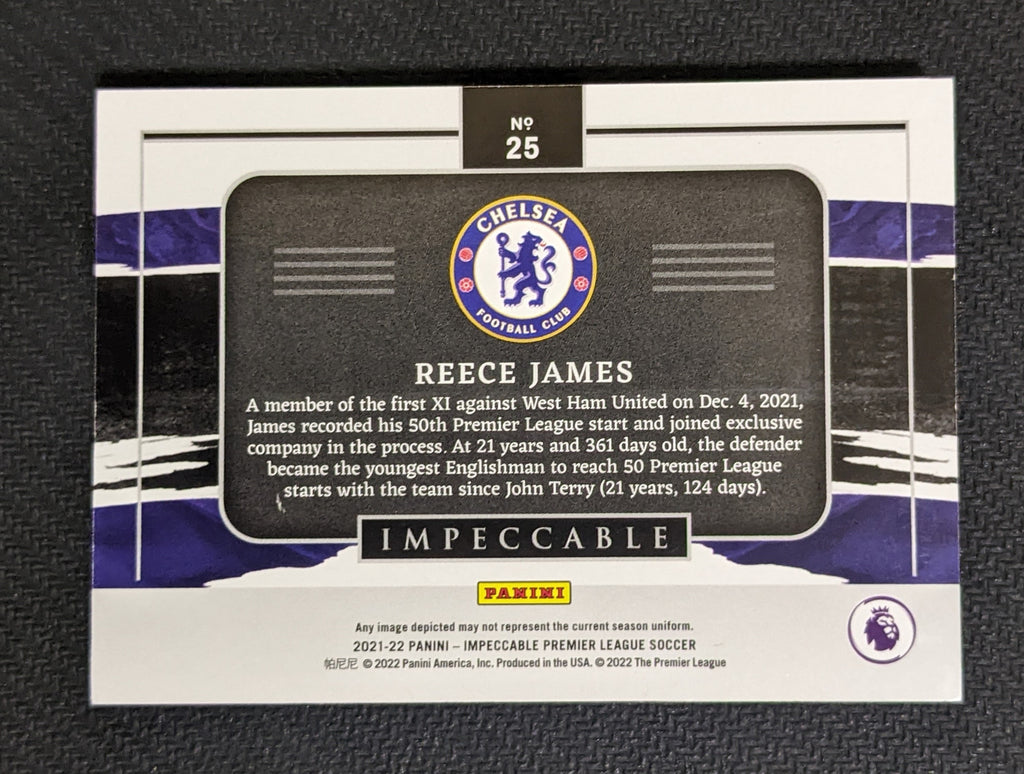 Nº
25
CHELSEA
FOOTBALL CLUB
REECE JAMES
A member of the first XI against West Ham United on Dec. 4, 2021,
James recorded his 50th Premier League start and joined exclusive
company in the process. At 21 years and 361 days old, the defender
became the youngest Englishman to reach 50 Premier League
starts with the team since John Terry (21 years, 124 days).
IMPECCABLE
PANINI
Any image depicted may not represent the current season uniform.
2021-22 PANINI – IMPECCABLE PREMIER LEAGUE SOCCER
帕尼尼 © 2022 Panini America, Inc. Produced in the USA. © 2022 The Premier League